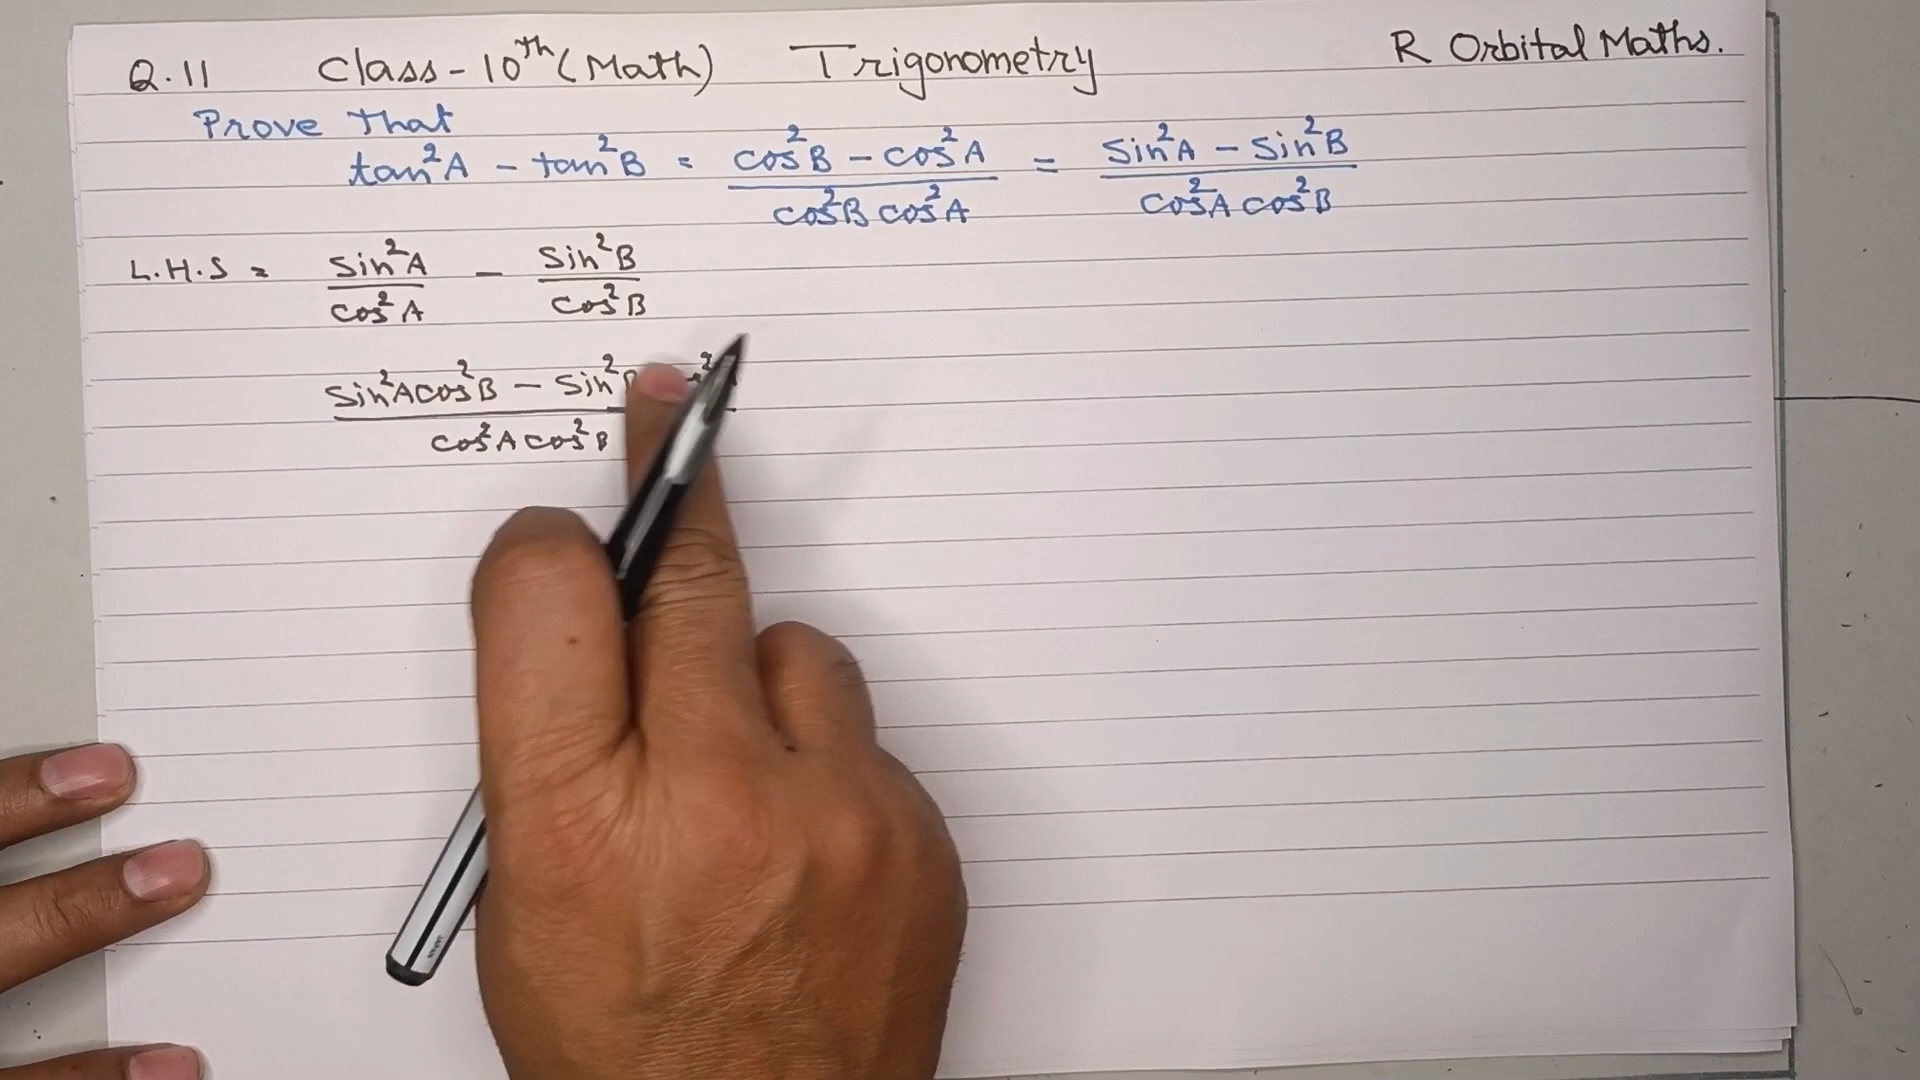 Q.11 Class-10th (Math) Trigonometry R Orbital Maths.
Prove That
tan²A - tan²B = (cos²B - cos²A)/(cos²B cos²A) = (Sin²A - Sin²B)/(cos²A cos²B)
L.H.S = Sin²A/cos²A - Sin²B/cos²B
Sin²A cos²B - Sin²
cos²A cos²B